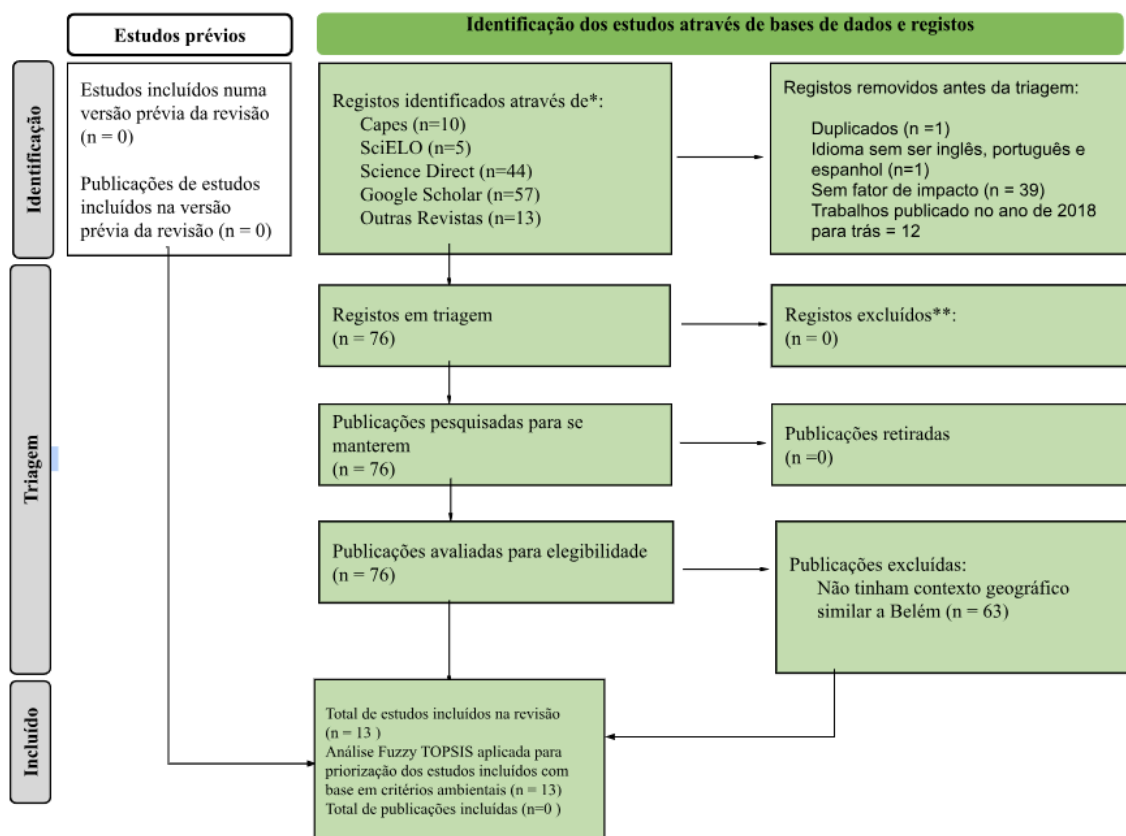 Estudos prévios
Identificação dos estudos através de bases de dados e registos
Identificação
Estudos incluídos numa
versão prévia da revisão
(n = 0)
Publicações de estudos
incluídos na versão
prévia da revisão (n = 0)
Registos identificados através de*:
Capes (n=10)
SciELO (n=5)
Science Direct (n=44)
Google Scholar (n=57)
Outras Revistas (n=13)
Registos removidos antes da triagem:
Duplicados (n =1)
Idioma sem ser inglês, português e
espanhol (n=1)
Sem fator de impacto (n = 39)
Trabalhos publicado no ano de 2018
para trás = 12
Triagem
Registos em triagem
(n = 76)
Registos excluídos**:
(n = 0)
Publicações pesquisadas para se
manterem
(n = 76)
Publicações retiradas
(n =0)
Publicações avaliadas para elegibilidade
(n = 76)
Publicações excluídas:
Não tinham contexto geográfico
similar a Belém (n = 63)
Incluído
Total de estudos incluídos na revisão
(n = 13 )
Análise Fuzzy TOPSIS aplicada para
priorização dos estudos incluídos com
base em critérios ambientais (n = 13)
Total de publicações incluídas (n=0 )